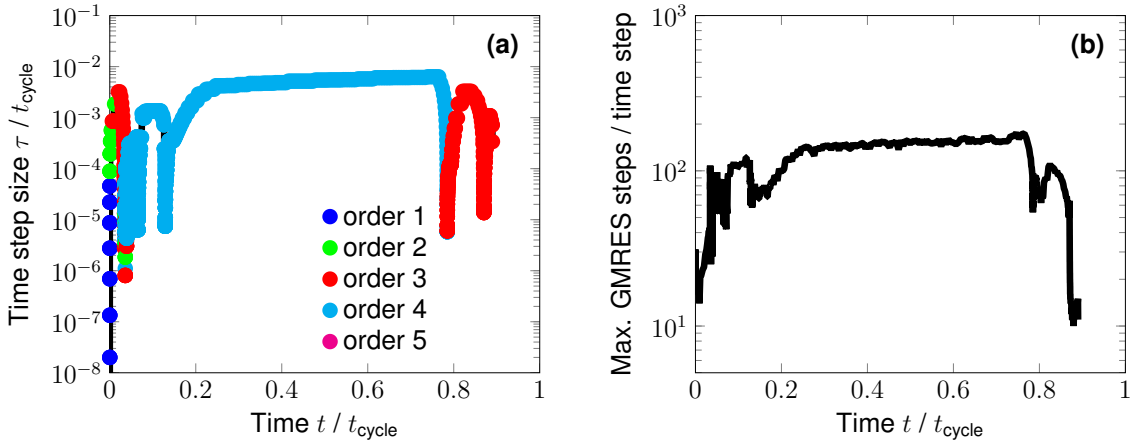 (a)
Time step size τ / t_cycle
10^−1
10^−2
10^−3
10^−4
10^−5
10^−6
10^−7
10^−8
order 1
order 2
order 3
order 4
order 5
0 0.2 0.4 0.6 0.8 1
Time t / t_cycle
(b)
Max. GMRES steps / time step
10^3
10^2
10^1
0 0.2 0.4 0.6 0.8 1
Time t / t_cycle